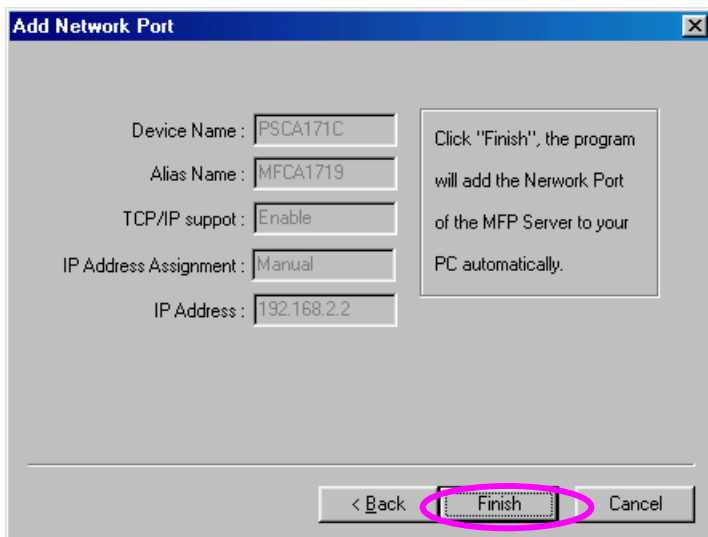 Add Network Port
Device Name : PSCA171C
Alias Name : MFCA1719
TCP/IP suppot : Enable
IP Address Assignment : Manual
IP Address : 192.168.2.2
Click "Finish", the program
will add the Nerwork Port
of the MFP Server to your
PC automatically.
< Back Finish Cancel